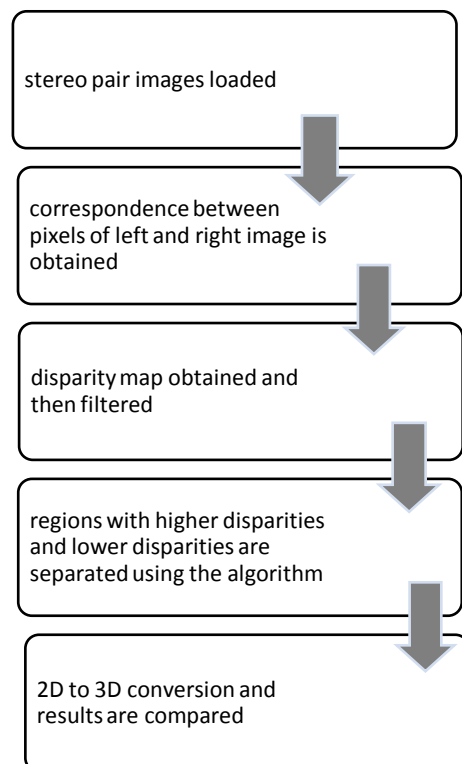 stereo pair images loaded
correspondence between
pixels of left and right image is
obtained
disparity map obtained and
then filtered
regions with higher disparities
and lower disparities are
separated using the algorithm
2D to 3D conversion and
results are compared